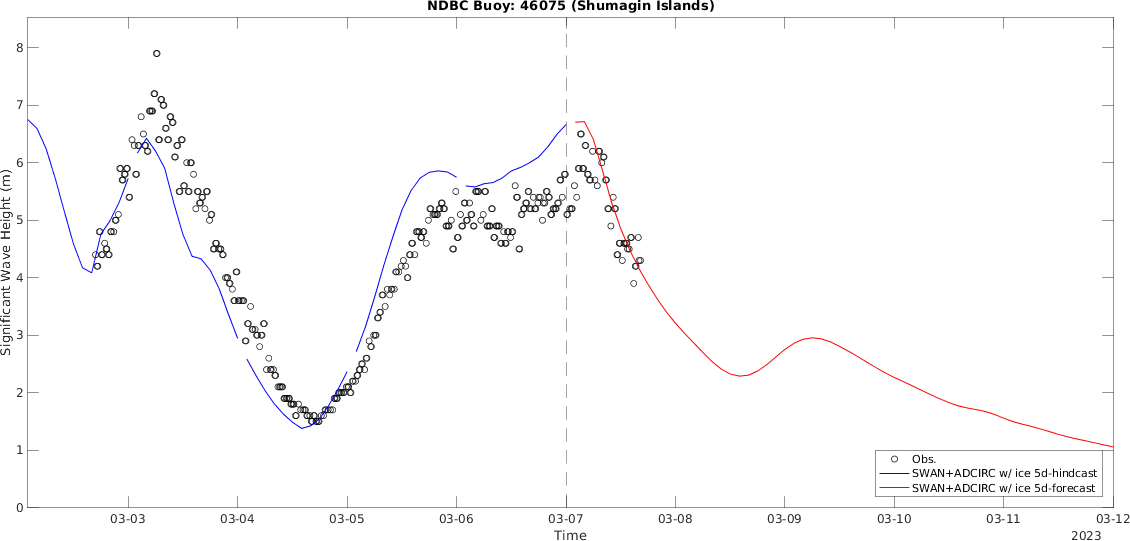 NDBC Buoy: 46075 (Shumagin Islands)
Significant Wave Height (m)
8
7
6
5
4
3
2
1
0
03-03 03-04 03-05 03-06 03-07 03-08 03-09 03-10 03-11 03-12
Time
2023
Obs.
SWAN+ADCIRC w/ ice 5d-hindcast
SWAN+ADCIRC w/ ice 5d-forecast